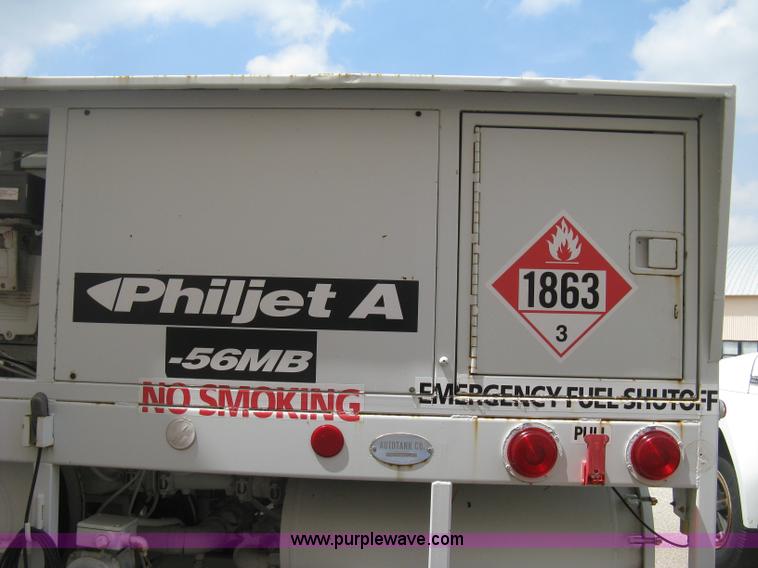 Philjet A
-56MB
1863
3
NO SMOKING
EMERGENCY FUEL SHUTOFF
PULL
AUTOTANK CO.
www.purplewave.com